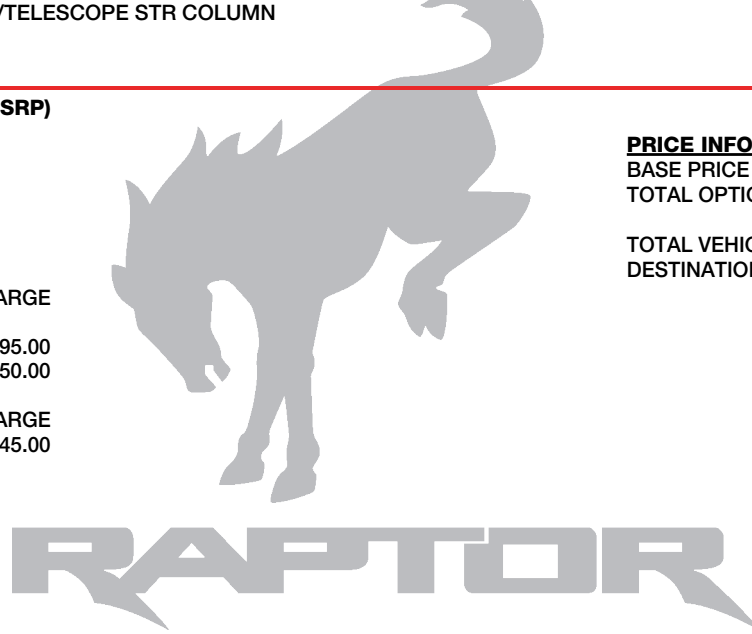 /TELESCOPE STR COLUMN
SRP)
ARGE
95.00
50.00
ARGE
45.00
PRICE INFO
BASE PRICE
TOTAL OPTIO
TOTAL VEHIC
DESTINATION
RAPTOR